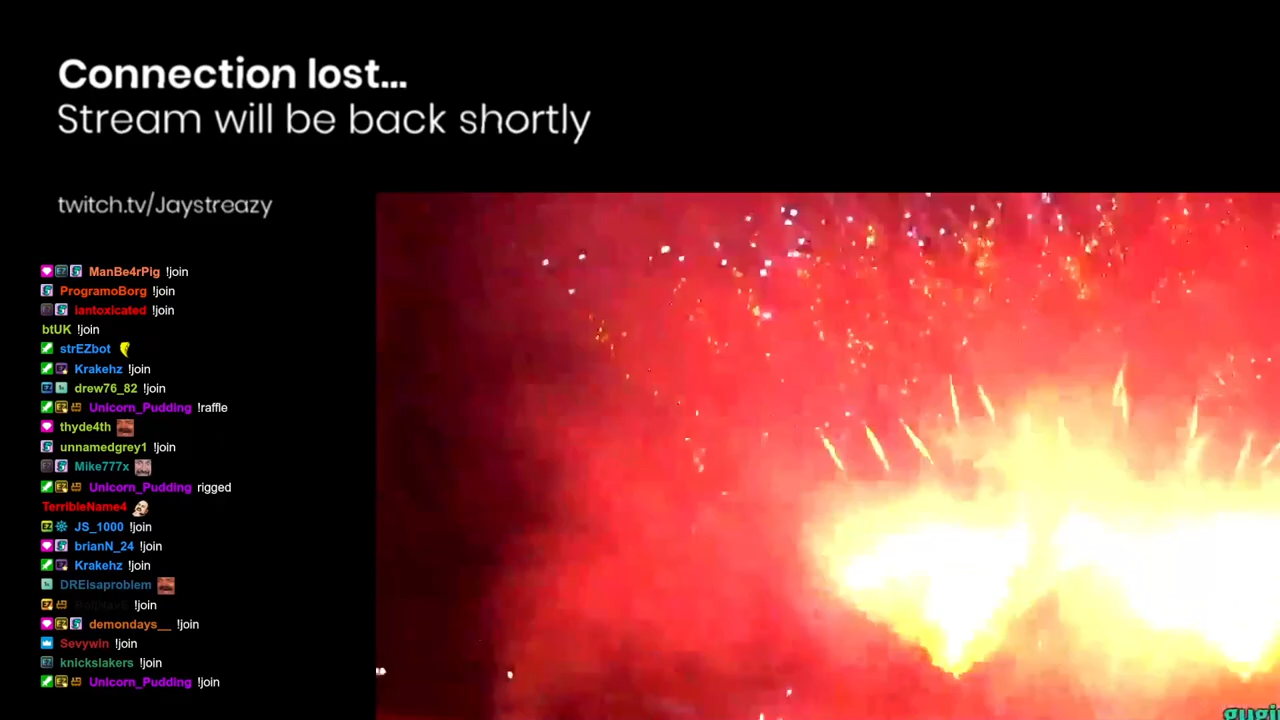 Connection lost...
Stream will be back shortly
twitch.tv/Jaystreazy
ManBe4rPig !join
ProgramoBorg !join
iantoxicated !join
btUK !join
strEZbot
Krakehz !join
drew76_82 !join
Unicorn_Pudding !raffle
thyde4th
unnamedgrey1 !join
Mike777x
Unicorn_Pudding rigged
TerribleName4
JS_1000 !join
brianN_24 !join
Krakehz !join
DREisaproblem
!join
demondays__ !join
Sevywin !join
knickslakers !join
Unicorn_Pudding !join